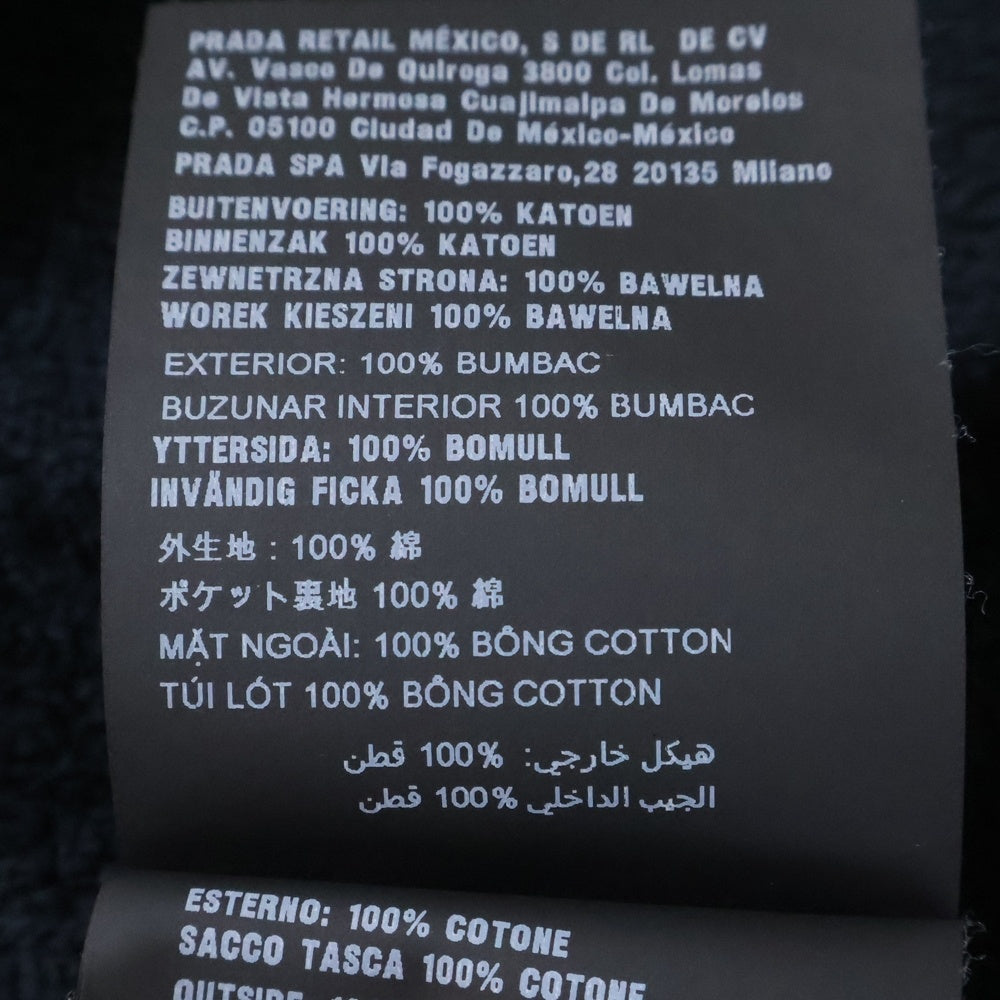 PRADA RETAIL MÉXICO, S DE RL DE CV
AV. Vasco De Quiroga 3800 Col. Lomas
De Vista Hermosa Cuajimalpa De Morelos
C.P. 05100 Ciudad De México-México
PRADA SPA Via Fogazzaro,28 20135 Milano
BUITENVOERING: 100% KATOEN
BINNENZAK 100% KATOEN
ZEWNETRZNA STRONA: 100% BAWELNA
WOREK KIESZENI 100% BAWELNA
EXTERIOR: 100% BUMBAC
BUZUNAR INTERIOR 100% BUMBAC
YTTERSIDA: 100% BOMULL
INVÄNDIG FICKA 100% BOMULL
外生地 : 100% 綿
ポケット裏地 100% 綿
MẶT NGOÀI: 100% BÔNG COTTON
TÚI LÓT 100% BÔNG COTTON
هيكل خارجي: 100% قطن
الجيب الداخلي 100% قطن
ESTERNO: 100% COTONE
SACCO TASCA 100% COTONE
OUTSIDE